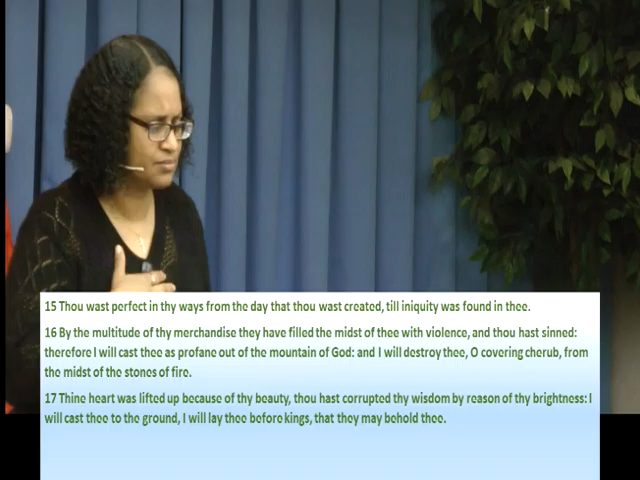 15 Thou wast perfect in thy ways from the day that thou wast created, till iniquity was found in thee.
16 By the multitude of thy merchandise they have filled the midst of thee with violence, and thou hast sinned:
therefore I will cast thee as profane out of the mountain of God: and I will destroy thee, O covering cherub, from
the midst of the stones of fire.
17 Thine heart was lifted up because of thy beauty, thou hast corrupted thy wisdom by reason of thy brightness: I
will cast thee to the ground, I will lay thee before kings, that they may behold thee.